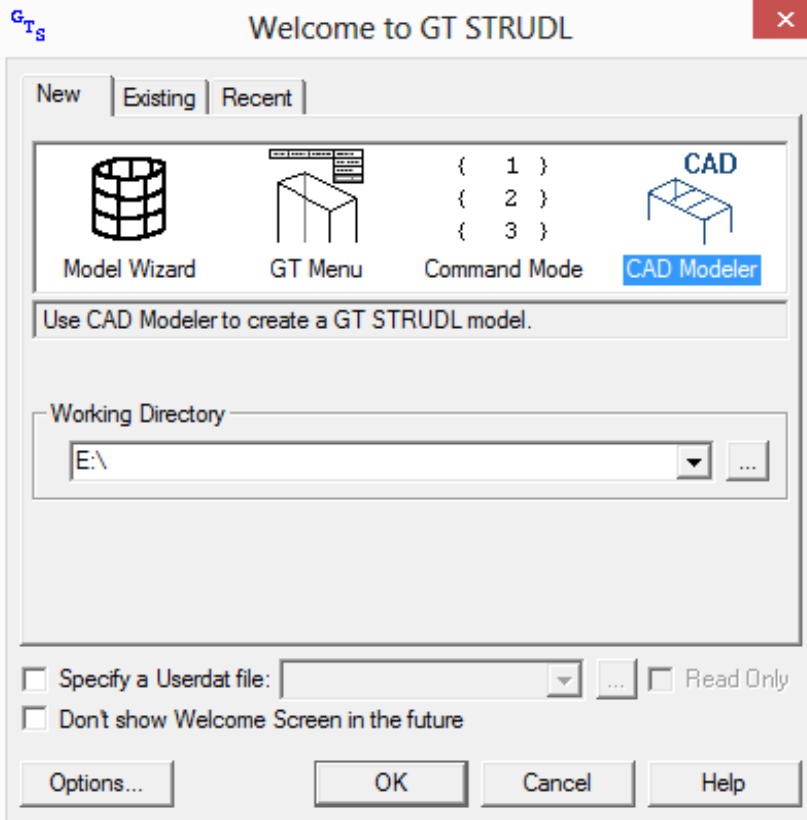 GTS
Welcome to GT STRUDL
New Existing Recent
{ 1 }
{ 2 }
{ 3 }
CAD
Model Wizard GT Menu Command Mode CAD Modeler
Use CAD Modeler to create a GT STRUDL model.
Working Directory
E:\ ...
Specify a Userdat file: ... Read Only
Don't show Welcome Screen in the future
Options... OK Cancel Help